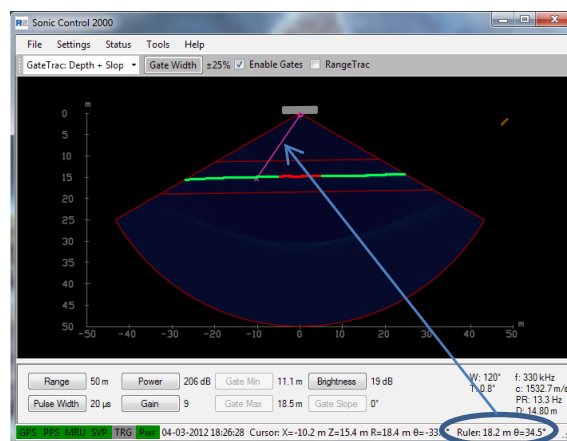 R2 Sonic Control 2000
File Settings Status Tools Help
GateTrac: Depth + Slop Gate Width ±25% Enable Gates RangeTrac
m
0
5
10
15
20
25
30
35
40
45
50
-50 -40 -30 -20 -10 0 10 20 30 40 50 m
Range 50 m Power 206 dB Gate Min 11.1 m Brightness 19 dB W: 120° f: 330 kHz
T: 0.8° c: 1532.7 m/s
Pulse Width 20 µs Gain 9 Gate Max 18.5 m Gate Slope 0° PR: 13.3 Hz
D: 14.80 m
GPS PPS MRU SVP TRG Pwr 04-03-2012 18:26:28 Cursor: X=-10.2 m Z=15.4 m R=18.4 m θ=-33. ° Ruler: 18.2 m θ=34.5°